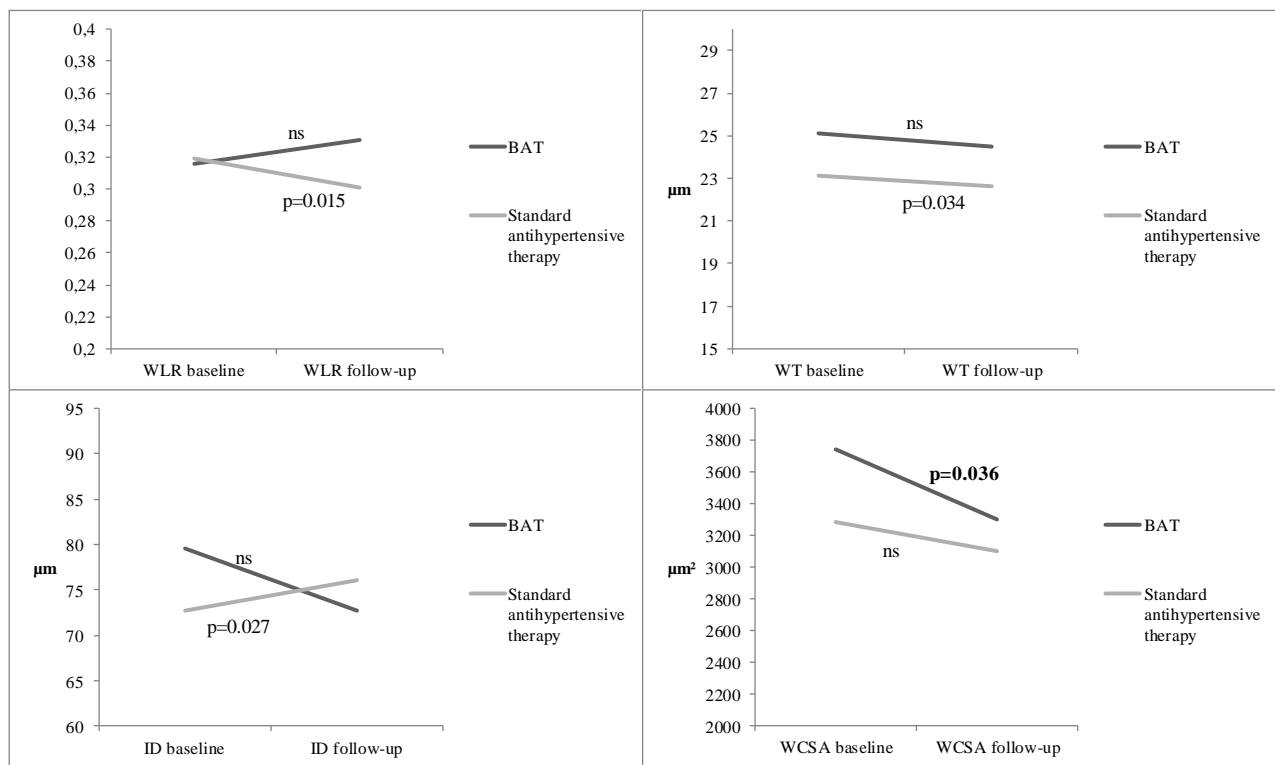 0,4
0,38
0,36
0,34
0,32
0,3
0,28
0,26
0,24
0,22
0,2
ns
p=0.015
WLR baseline
WLR follow-up
BAT
Standard
antihypertensive
therapy
29
27
25
23
21
19
17
15
µm
ns
p=0.034
WT baseline
WT follow-up
BAT
Standard
antihypertensive
therapy
95
90
85
80
75
70
65
60
µm
ns
p=0.027
ID baseline
ID follow-up
BAT
Standard
antihypertensive
therapy
4000
3800
3600
3400
3200
3000
2800
2600
2400
2200
2000
µm²
p=0.036
ns
WCSA baseline
WCSA follow-up
BAT
Standard
antihypertensive
therapy